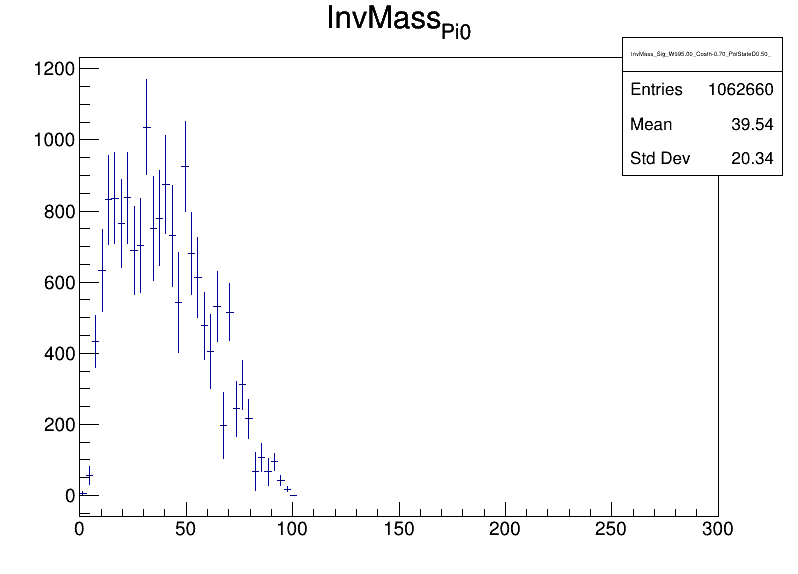 InvMass_Pi0
InvMass_Sig_W995.00_Costh-0.70_PolStateD0.50_
Entries 1062660
Mean 39.54
Std Dev 20.34
1200
1000
800
600
400
200
0
0 50 100 150 200 250 300